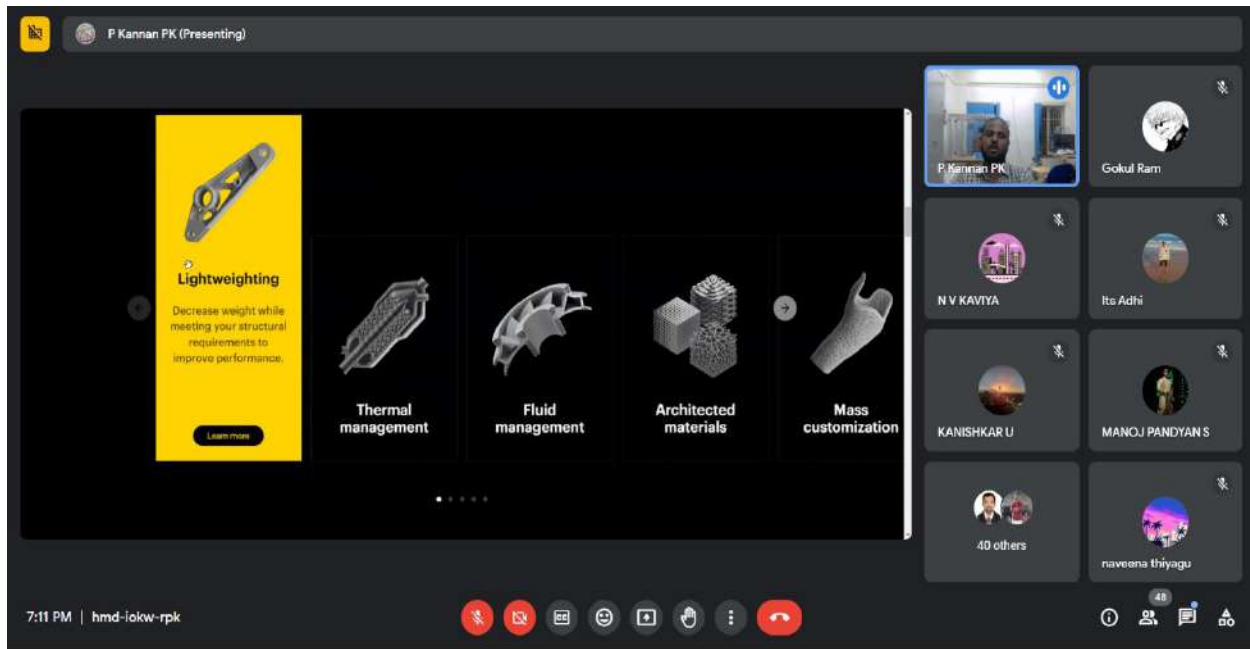 P Kannan PK (Presenting)
Lightweighting
Decrease weight while
meeting your structural
requirements to
improve performance.
Learn more
Thermal
management
Fluid
management
Architected
materials
Mass
customization
P Kannan PK
Gokul Ram
N V KAVIYA
Its Adhi
KANISHKAR U
MANOJ PANDYAN S
40 others
naveena thiyagu
7:11 PM | hmd-iokw-rpk
CC
48